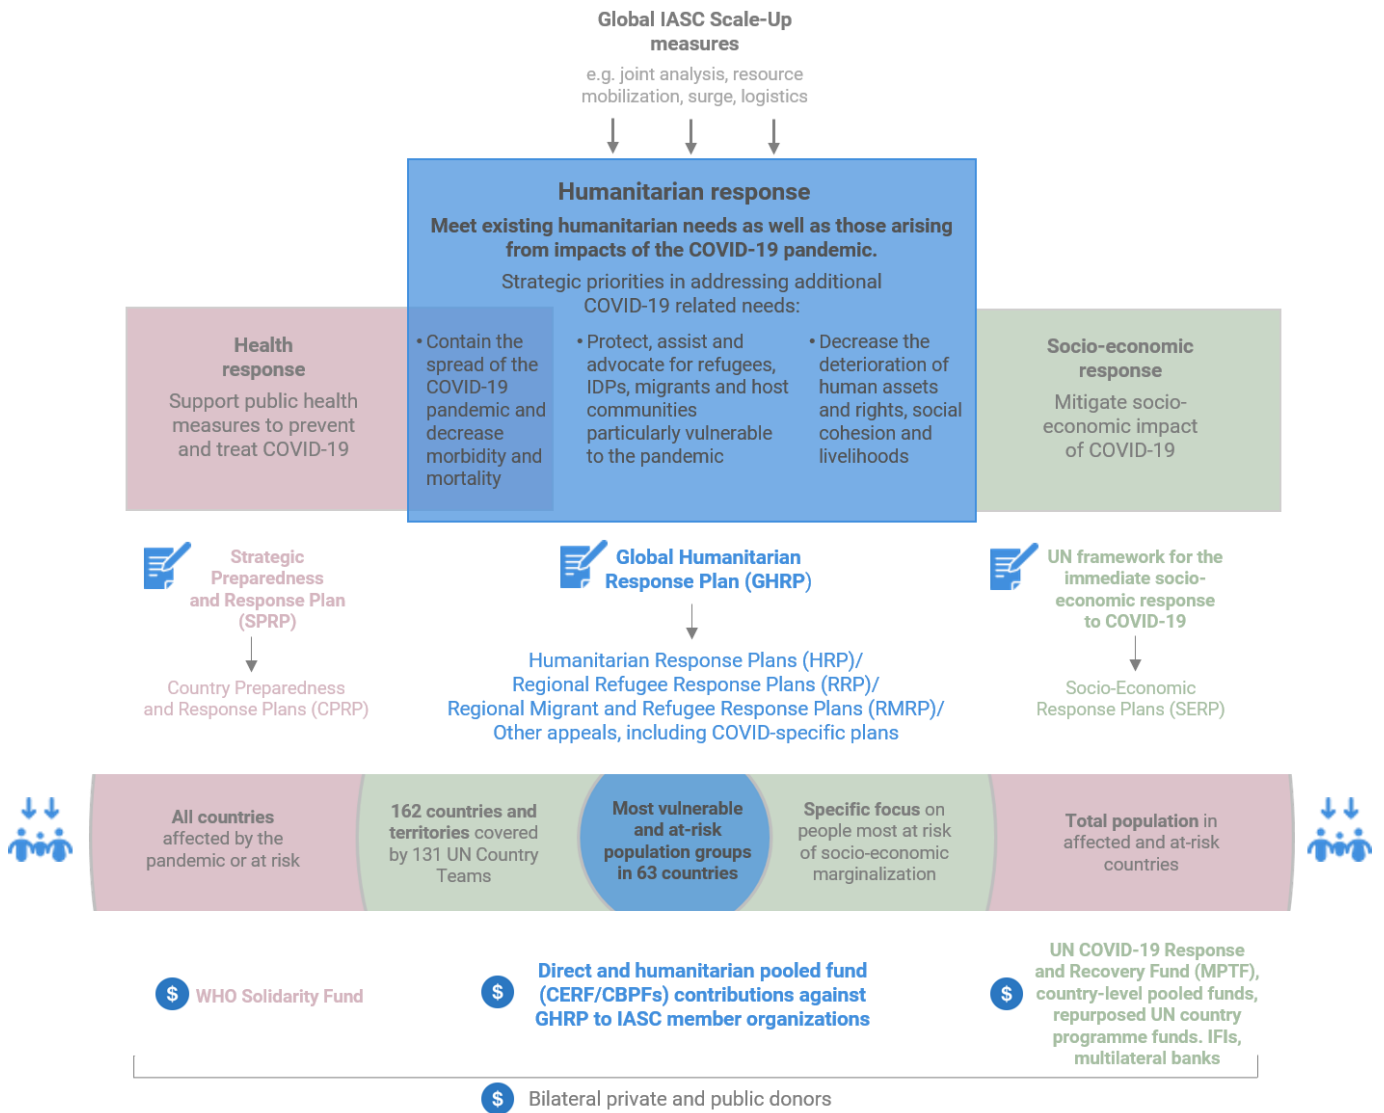 Global IASC Scale-Up
measures
e.g. joint analysis, resource
mobilization, surge, logistics
Humanitarian response
Meet existing humanitarian needs as well as those arising
from impacts of the COVID-19 pandemic.
Strategic priorities in addressing additional
COVID-19 related needs:
Health
response
Support public health
measures to prevent
and treat COVID-19
• Contain the
spread of the
COVID-19
pandemic and
decrease
morbidity and
mortality
• Protect, assist and
advocate for refugees,
IDPs, migrants and host
communities
particularly vulnerable
to the pandemic
• Decrease the
deterioration of
human assets
and rights, social
cohesion and
livelihoods
Socio-economic
response
Mitigate socio-
economic impact
of COVID-19
Strategic
Preparedness
and Response Plan
(SPRP)
Country Preparedness
and Response Plans (CPRP)
Global Humanitarian
Response Plan (GHRP)
Humanitarian Response Plans (HRP)/
Regional Refugee Response Plans (RRP)/
Regional Migrant and Refugee Response Plans (RMRP)/
Other appeals, including COVID-specific plans
UN framework for the
immediate socio-
economic response
to COVID-19
Socio-Economic
Response Plans (SERP)
All countries
affected by the
pandemic or at risk
162 countries and
territories covered
by 131 UN Country
Teams
Most vulnerable
and at-risk
population groups
in 63 countries
Specific focus on
people most at risk
of socio-economic
marginalization
Total population in
affected and at-risk
countries
$ WHO Solidarity Fund
$ Direct and humanitarian pooled fund
(CERF/CBPFs) contributions against
GHRP to IASC member organizations
$ UN COVID-19 Response
and Recovery Fund (MPTF),
country-level pooled funds,
repurposed UN country
programme funds. IFIs,
multilateral banks
$ Bilateral private and public donors